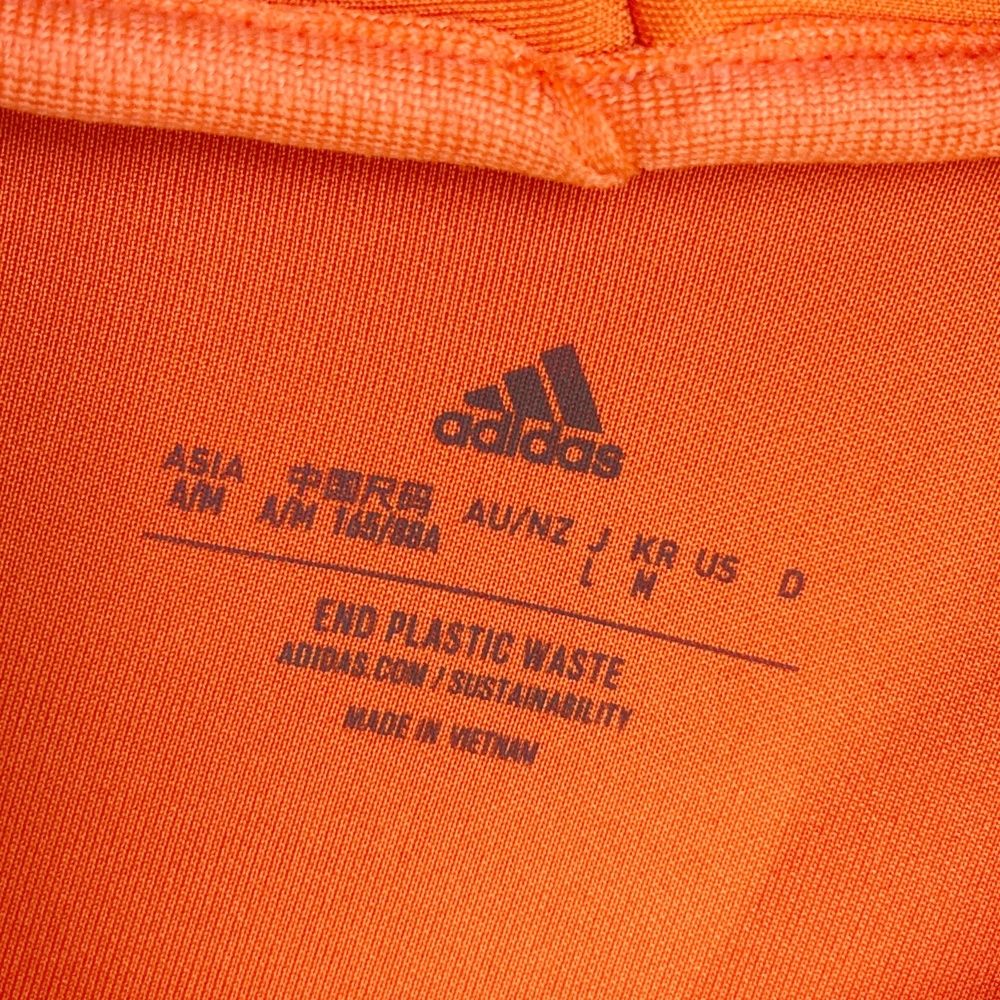 adidas
ASIA 中国尺码 AU/NZ J KR US D
A/M A/M 165/88A L M
END PLASTIC WASTE
ADIDAS.COM / SUSTAINABILITY
MADE IN VIETNAM